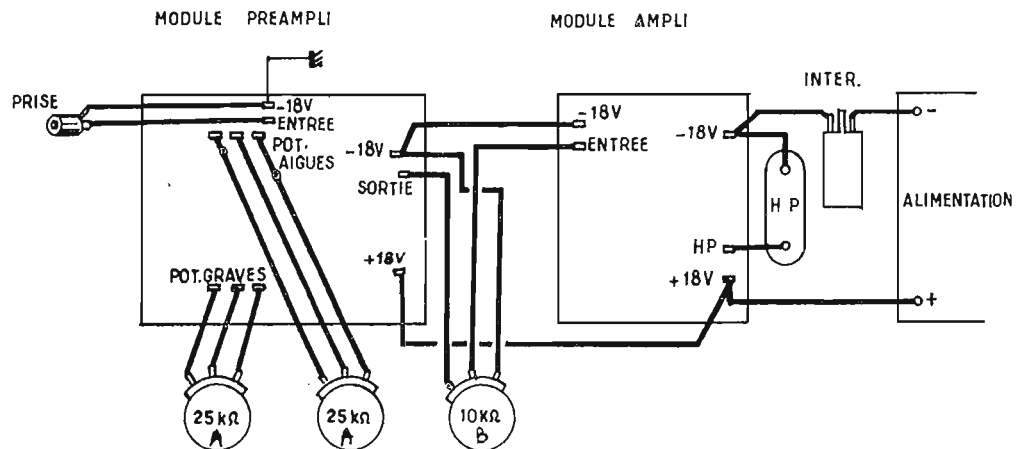 MODULE PREAMPLI
MODULE AMPLI
INTER.
PRISE
-18V
ENTREE
POT.
AIGUES
-18V
SORTIE
+18V
POT. GRAVES
-18V
ENTREE
-18V
HP
HP
+18V
-
ALIMENTATION
+
25kΩ
A
25kΩ
A
10KΩ
B